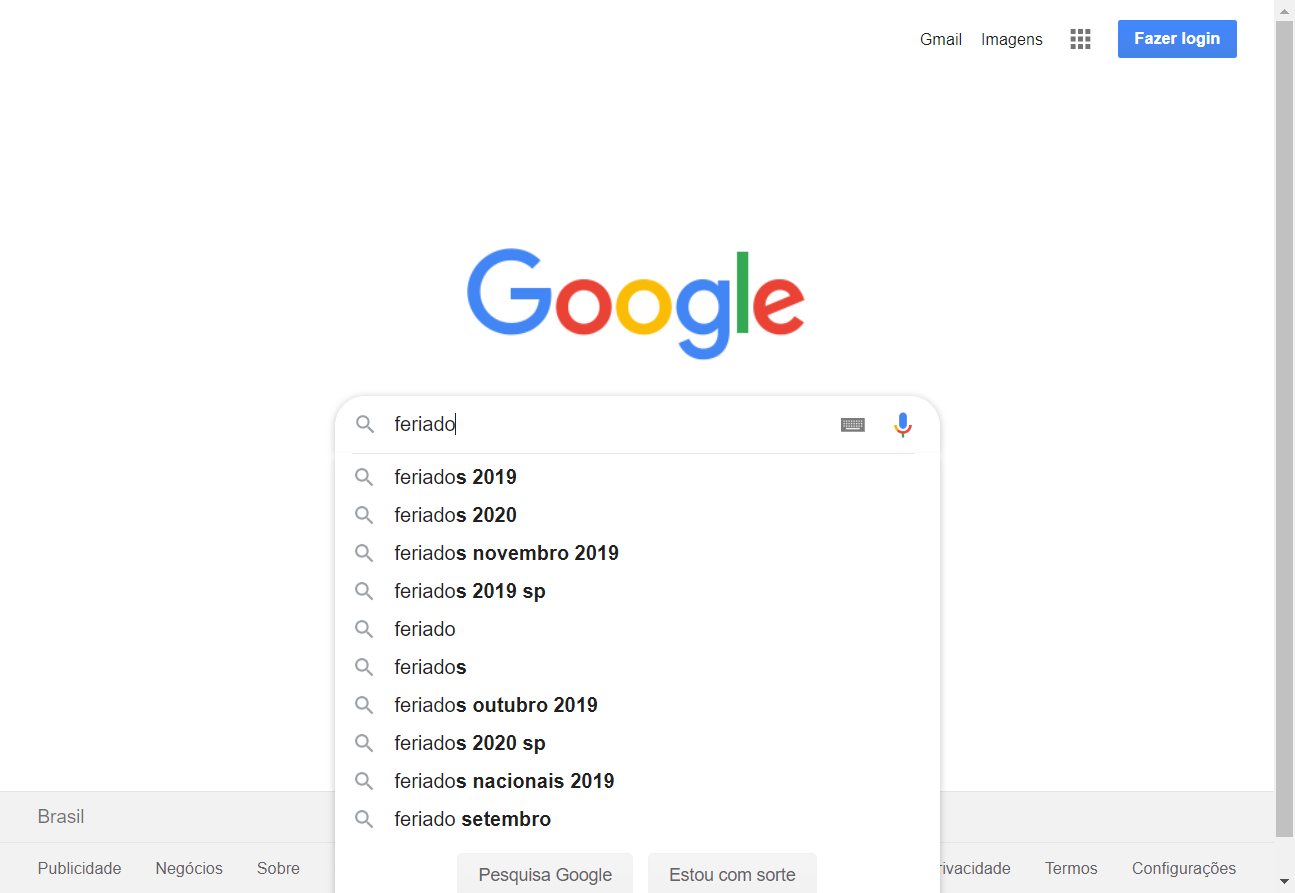 Gmail Imagens Fazer login
Google
feriado
feriados 2019
feriados 2020
feriados novembro 2019
feriados 2019 sp
feriado
feriados
feriados outubro 2019
feriados 2020 sp
feriados nacionais 2019
feriado setembro
Brasil
Pesquisa Google Estou com sorte
Publicidade Negócios Sobre rivacidade Termos Configurações